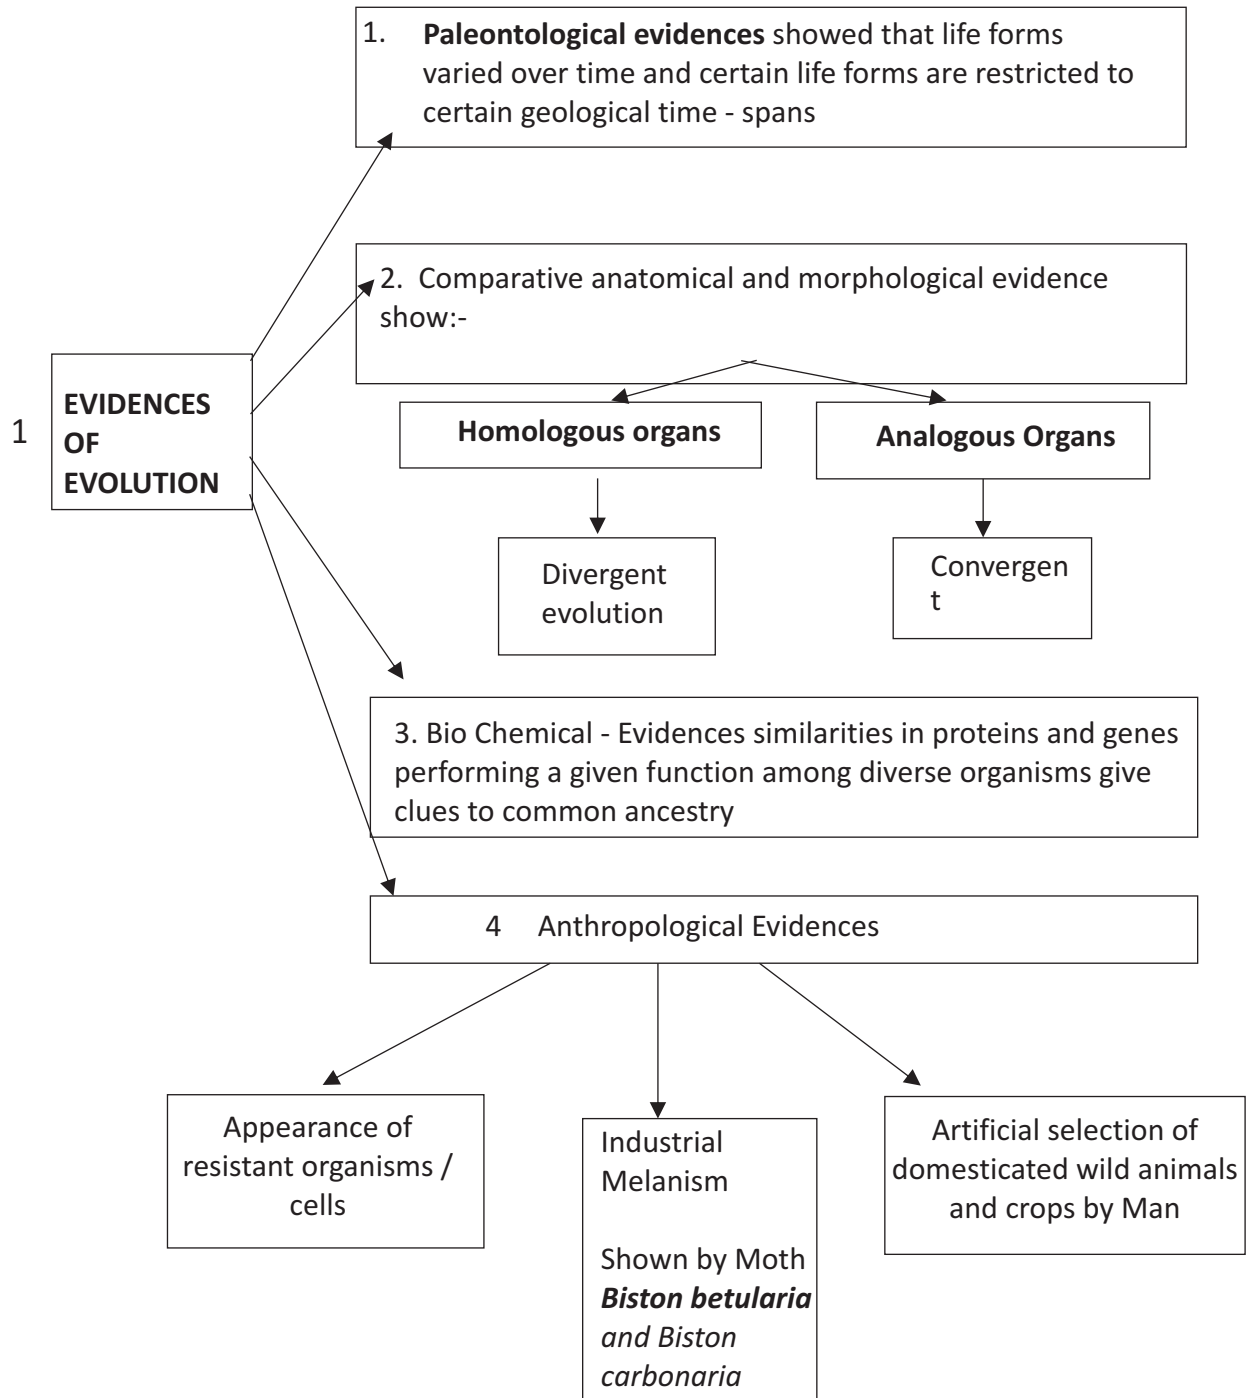 1. Paleontological evidences showed that life forms
varied over time and certain life forms are restricted to
certain geological time - spans
2. Comparative anatomical and morphological evidence
show:-
1
EVIDENCES
OF
EVOLUTION
Homologous organs
Analogous Organs
Divergent
evolution
Convergen
t
3. Bio Chemical - Evidences similarities in proteins and genes
performing a given function among diverse organisms give
clues to common ancestry
4 Anthropological Evidences
Appearance of
resistant organisms /
cells
Industrial
Melanism
Shown by Moth
Biston betularia
and Biston
carbonaria
Artificial selection of
domesticated wild animals
and crops by Man